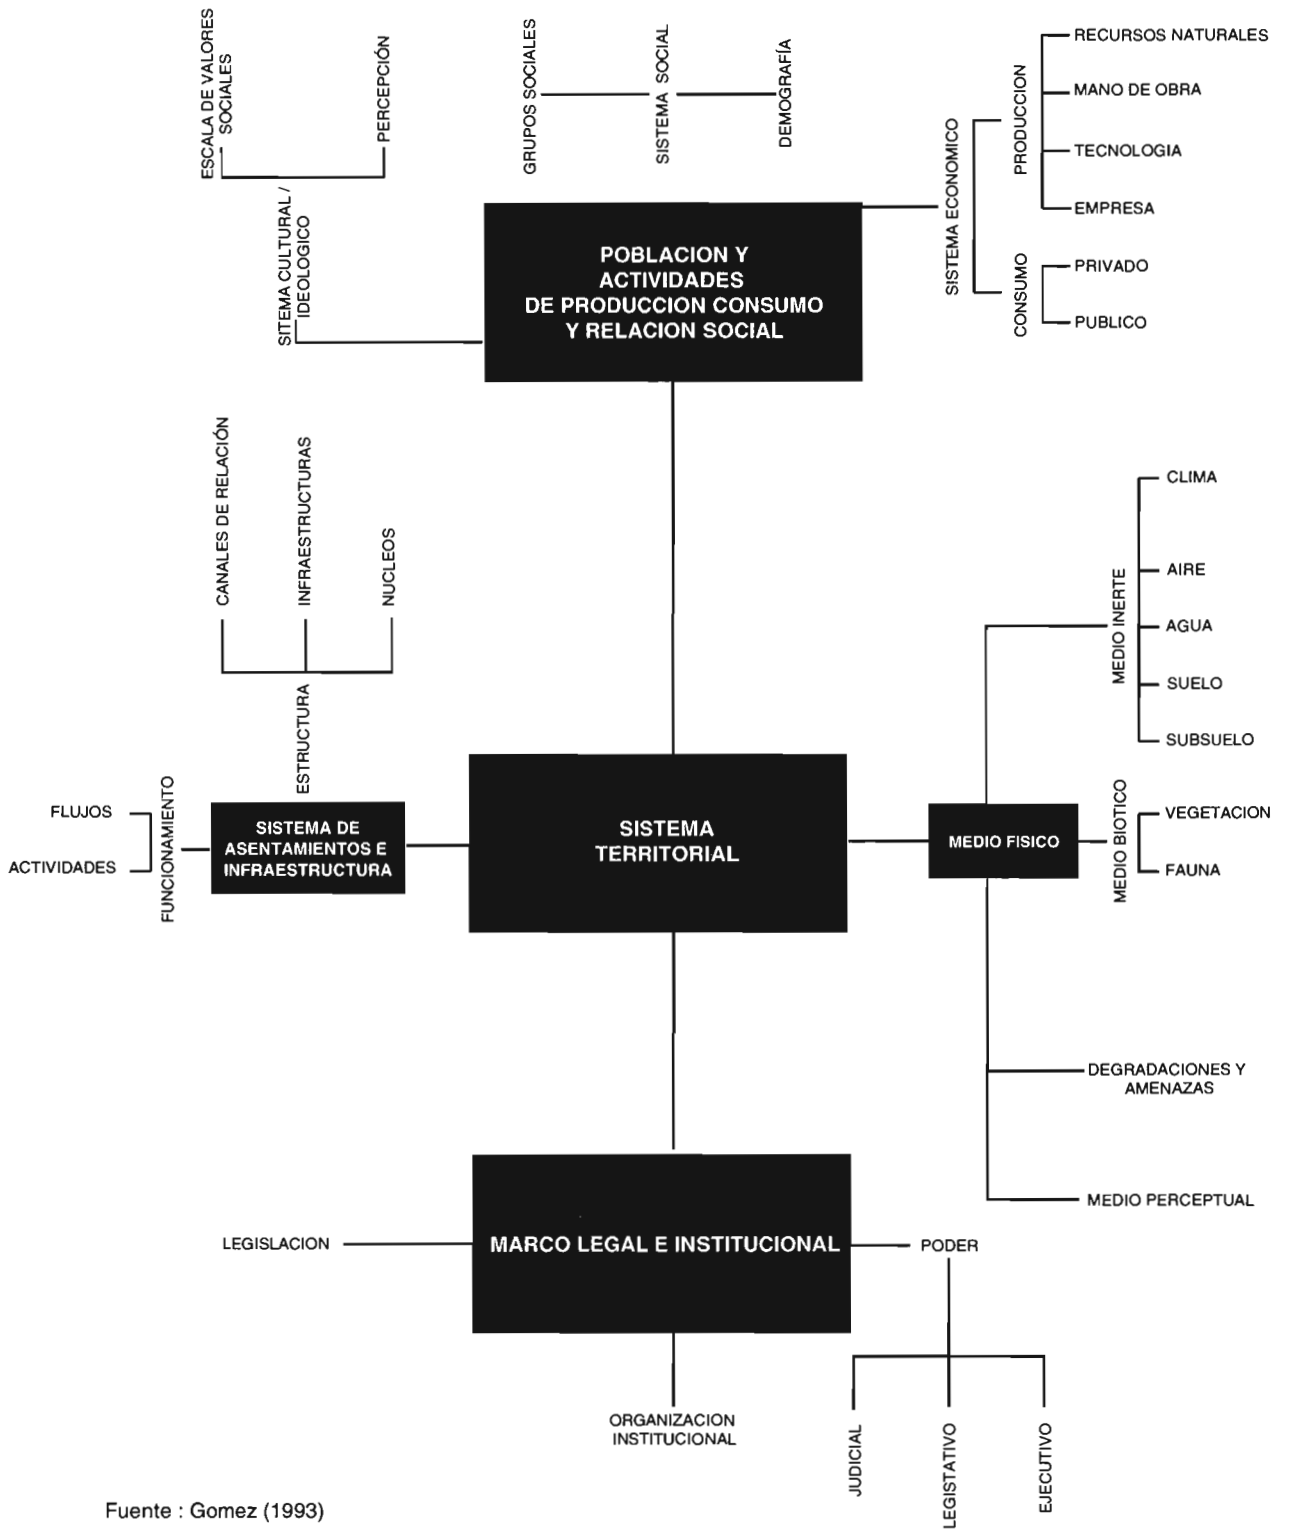 ESCALA DE VALORES
SOCIALES
PERCEPCIÓN
SITEMA CULTURAL /
IDEOLOGICO
GRUPOS SOCIALES
SISTEMA SOCIAL
DEMOGRAFÍA
POBLACION Y
ACTIVIDADES
DE PRODUCCION CONSUMO
Y RELACION SOCIAL
SISTEMA ECONOMICO
PRODUCCION
RECURSOS NATURALES
MANO DE OBRA
TECNOLOGIA
EMPRESA
CONSUMO
PRIVADO
PUBLICO
CANALES DE RELACIÓN
INFRAESTRUCTURAS
NUCLEOS
ESTRUCTURA
FLUJOS
ACTIVIDADES
FUNCIONAMIENTO
SISTEMA DE
ASENTAMIENTOS E
INFRAESTRUCTURA
SISTEMA
TERRITORIAL
MEDIO FISICO
MEDIO INERTE
CLIMA
AIRE
AGUA
SUELO
SUBSUELO
MEDIO BIOTICO
VEGETACION
FAUNA
DEGRADACIONES Y
AMENAZAS
MEDIO PERCEPTUAL
LEGISLACION
MARCO LEGAL E INSTITUCIONAL
PODER
ORGANIZACION
INSTITUCIONAL
JUDICIAL
LEGISTATIVO
EJECUTIVO
Fuente : Gomez (1993)